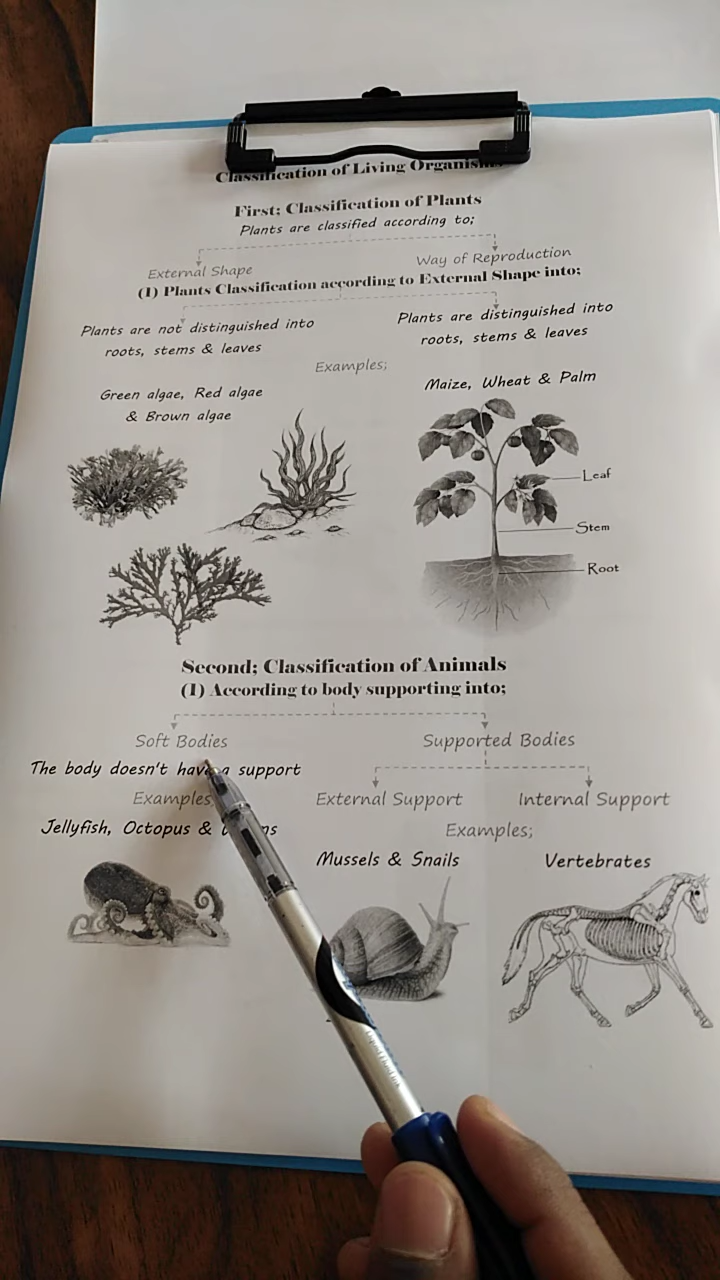 Classification of Living Organisms
First; Classification of Plants
Plants are classified according to;
External Shape
Way of Reproduction
(1) Plants Classification according to External Shape into;
Plants are not distinguished into
roots, stems & leaves
Plants are distinguished into
roots, stems & leaves
Examples;
Green algae, Red algae
& Brown algae
Maize, Wheat & Palm
Leaf
Stem
Root
Second; Classification of Animals
(1) According to body supporting into;
Soft Bodies
Supported Bodies
The body doesn't have a support
External Support
Internal Support
Examples
Examples;
Jellyfish, Octopus &
Mussels & Snails
Vertebrates